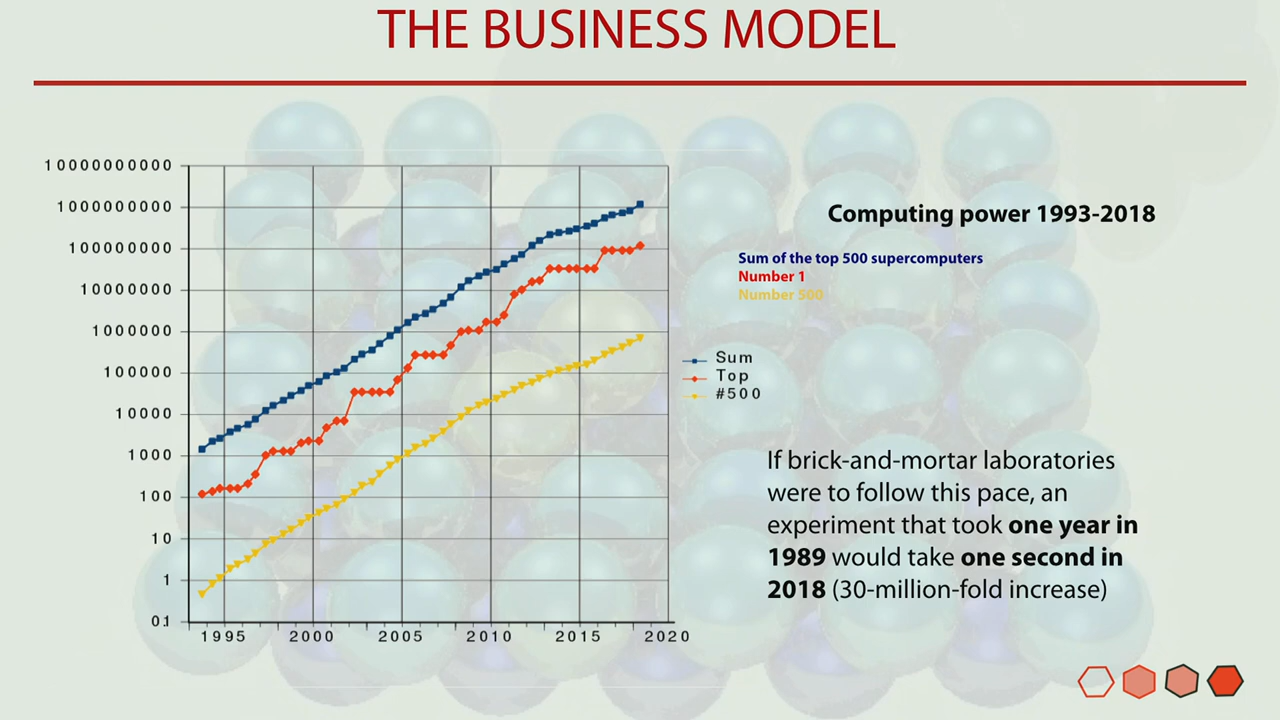 THE BUSINESS MODEL
10000000000
1000000000
100000000
10000000
1000000
100000
10000
1000
100
10
1
01
1995 2000 2005 2010 2015 2020
Sum
Top
#500
Computing power 1993-2018
Sum of the top 500 supercomputers
Number 1
Number 500
If brick-and-mortar laboratories
were to follow this pace, an
experiment that took one year in
1989 would take one second in
2018 (30-million-fold increase)